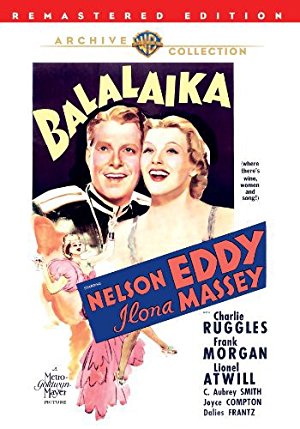 REMASTERED EDITION
ARCHIVE WB COLLECTION
BALALAIKA
(where
there's
wine,
women
and
song!)
STARRING
NELSON EDDY
Ilona MASSEY
WITH
Charlie
RUGGLES
Frank
MORGAN
Lionel
ATWILL
C. Aubrey SMITH
Joyce COMPTON
Dalies FRANTZ
A
Metro-
Goldwyn-
Mayer
PICTURE